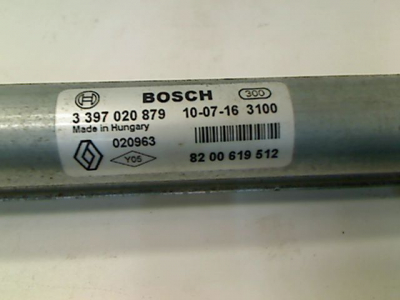 BOSCH 300
3 397 020 879 10-07-16 3100
Made in Hungary
020963
Y05 82 00 619 512